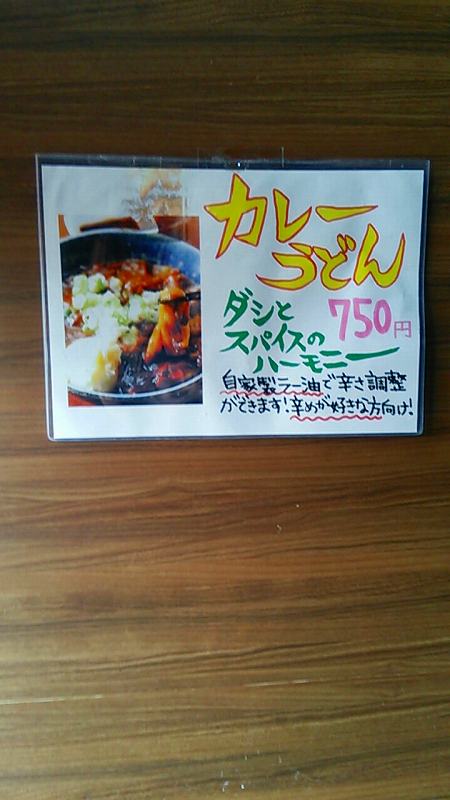 カレー
うどん
ダシと
スパイスの
ハーモニー
750円
自家製ラー油で辛さ調整
ができます!辛めが好きな方向け!